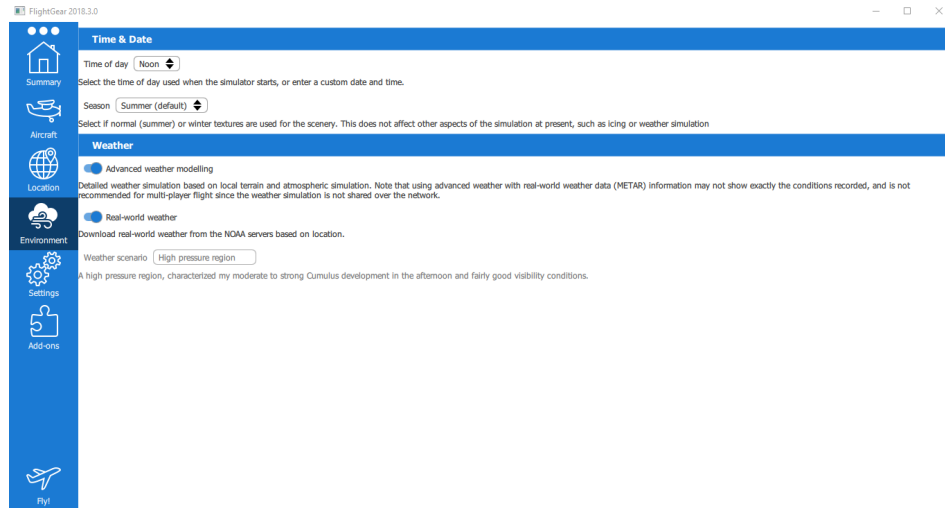 FlightGear 2018.3.0
Summary
Aircraft
Location
Environment
Settings
Add-ons
Fly!
Time & Date
Time of day Noon
Select the time of day used when the simulator starts, or enter a custom date and time.
Season Summer (default)
Select if normal (summer) or winter textures are used for the scenery. This does not affect other aspects of the simulation at present, such as icing or weather simulation
Weather
Advanced weather modelling
Detailed weather simulation based on local terrain and atmospheric simulation. Note that using advanced weather with real-world weather data (METAR) information may not show exactly the conditions recorded, and is not
recommended for multi-player flight since the weather simulation is not shared over the network.
Real-world weather
Download real-world weather from the NOAA servers based on location.
Weather scenario High pressure region
A high pressure region, characterized my moderate to strong Cumulus development in the afternoon and fairly good visibility conditions.